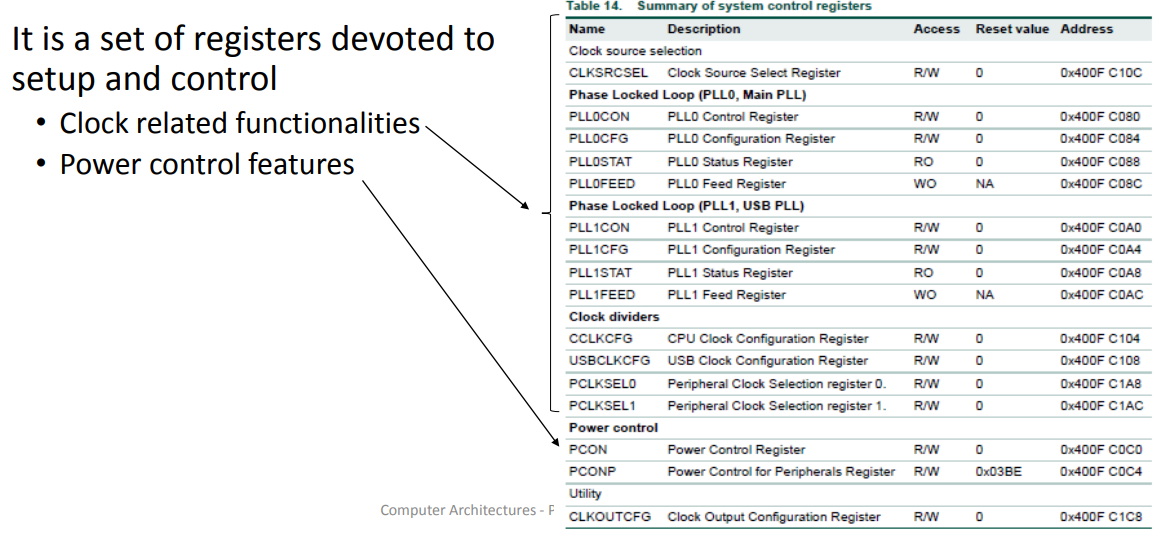 It is a set of registers devoted to
setup and control
• Clock related functionalities
• Power control features
Table 14. Summary of system control registers
Name Description Access Reset value Address
Clock source selection
CLKSRCSEL Clock Source Select Register R/W 0 0x400F C10C
Phase Locked Loop (PLL0, Main PLL)
PLL0CON PLL0 Control Register R/W 0 0x400F C080
PLL0CFG PLL0 Configuration Register R/W 0 0x400F C084
PLL0STAT PLL0 Status Register RO 0 0x400F C088
PLL0FEED PLL0 Feed Register WO NA 0x400F C08C
Phase Locked Loop (PLL1, USB PLL)
PLL1CON PLL1 Control Register R/W 0 0x400F C0A0
PLL1CFG PLL1 Configuration Register R/W 0 0x400F C0A4
PLL1STAT PLL1 Status Register RO 0 0x400F C0A8
PLL1FEED PLL1 Feed Register WO NA 0x400F C0AC
Clock dividers
CCLKCFG CPU Clock Configuration Register R/W 0 0x400F C104
USBCLKCFG USB Clock Configuration Register R/W 0 0x400F C108
PCLKSEL0 Peripheral Clock Selection register 0. R/W 0 0x400F C1A8
PCLKSEL1 Peripheral Clock Selection register 1. R/W 0 0x400F C1AC
Power control
PCON Power Control Register R/W 0 0x400F C0C0
PCONP Power Control for Peripherals Register R/W 0x03BE 0x400F C0C4
Utility
CLKOUTCFG Clock Output Configuration Register R/W 0 0x400F C1C8
Computer Architectures - P